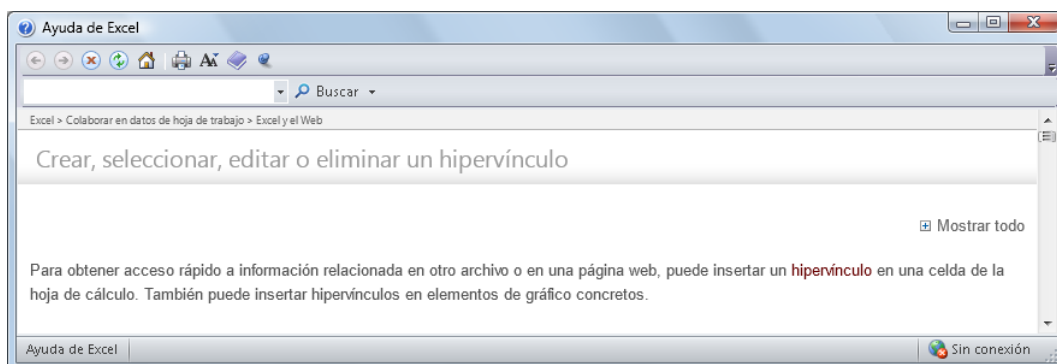 Ayuda de Excel
Buscar
Excel > Colaborar en datos de hoja de trabajo > Excel y el Web
Crear, seleccionar, editar o eliminar un hipervínculo
Mostrar todo
Para obtener acceso rápido a información relacionada en otro archivo o en una página web, puede insertar un hipervínculo en una celda de la
hoja de cálculo. También puede insertar hipervínculos en elementos de gráfico concretos.
Ayuda de Excel
Sin conexión